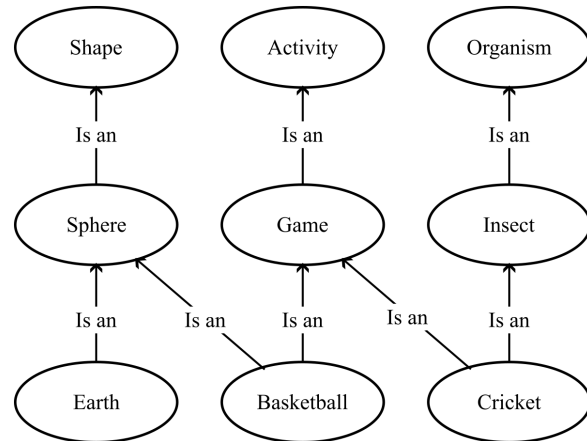 Shape
Activity
Organism
Is an
Is an
Is an
Sphere
Game
Insect
Is an
Is an
Is an
Is an
Is an
Earth
Basketball
Cricket